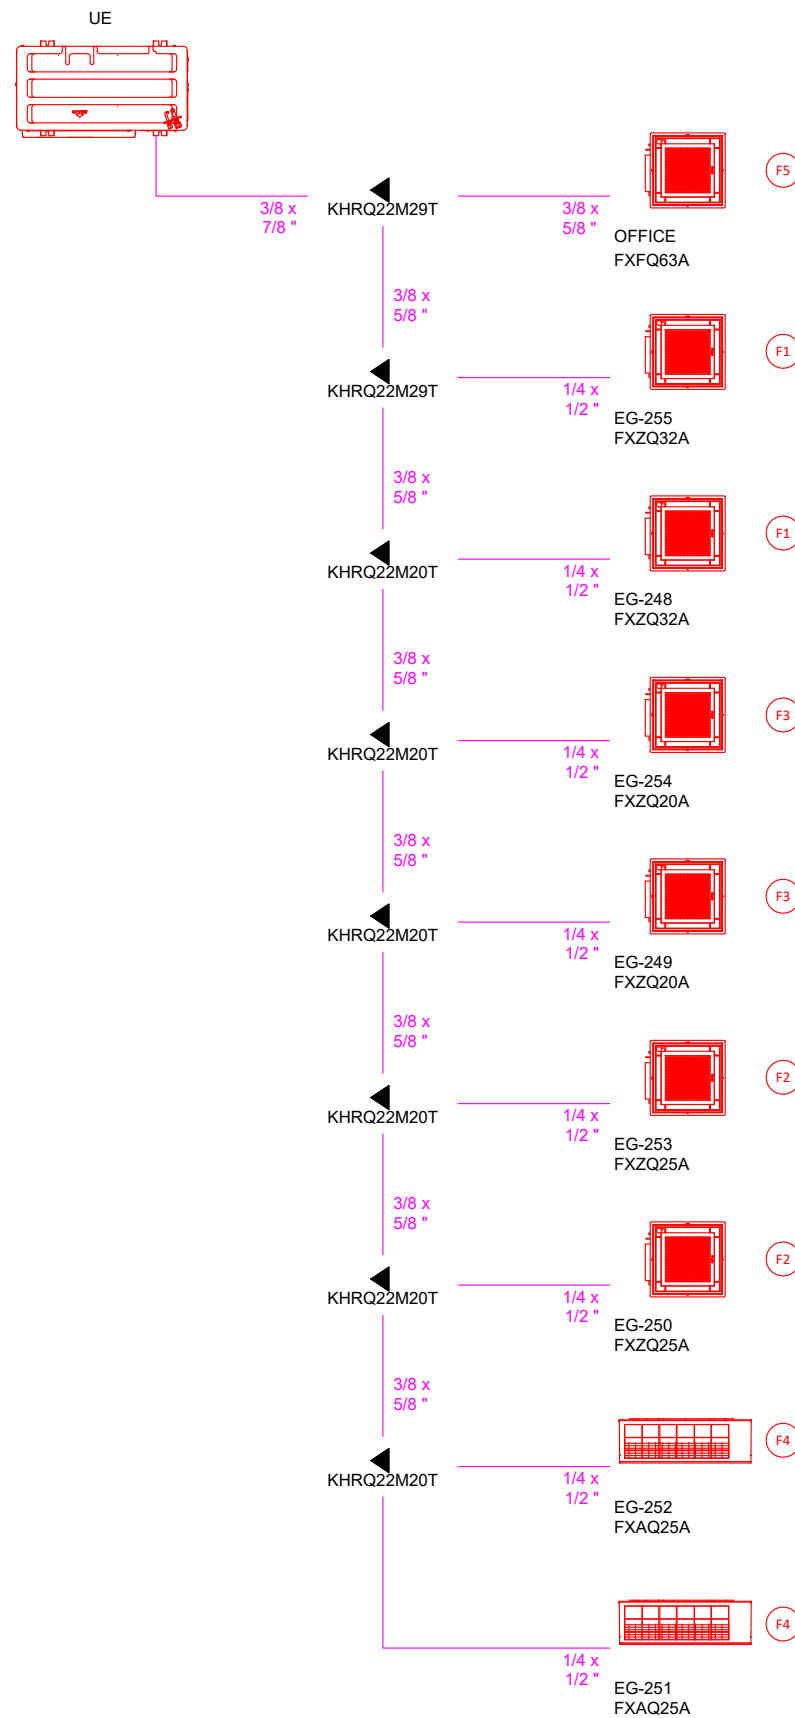 UE
F5
KHRQ22M29T
3/8 x
7/8 "
3/8 x
5/8 "
OFFICE
FXFQ63A
3/8 x
5/8 "
F1
KHRQ22M29T
1/4 x
1/2 "
EG-255
FXZQ32A
3/8 x
5/8 "
F1
KHRQ22M20T
1/4 x
1/2 "
EG-248
FXZQ32A
3/8 x
5/8 "
F3
KHRQ22M20T
1/4 x
1/2 "
EG-254
FXZQ20A
3/8 x
5/8 "
F3
KHRQ22M20T
1/4 x
1/2 "
EG-249
FXZQ20A
3/8 x
5/8 "
F2
KHRQ22M20T
1/4 x
1/2 "
EG-253
FXZQ25A
3/8 x
5/8 "
F2
KHRQ22M20T
1/4 x
1/2 "
EG-250
FXZQ25A
3/8 x
5/8 "
F4
KHRQ22M20T
1/4 x
1/2 "
EG-252
FXAQ25A
F4
1/4 x
1/2 "
EG-251
FXAQ25A